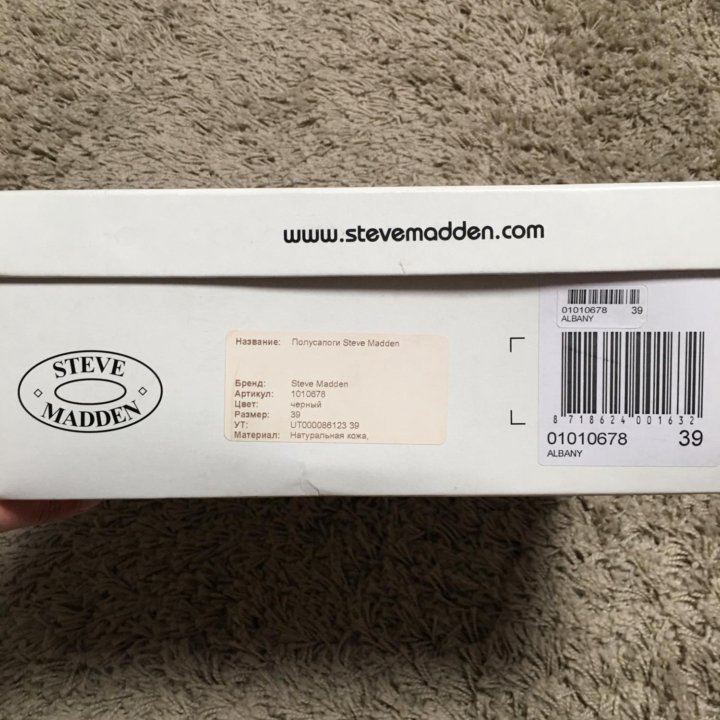 www.stevemadden.com
STEVE
MADDEN
Название: Полусапоги Steve Madden
Бренд: Steve Madden
Артикул: 1010678
Цвет: черный
Размер: 39
УТ: UT000086123 39
Материал: Натуральная кожа,
01010678 39
ALBANY
8 718624 001632
01010678 39
ALBANY